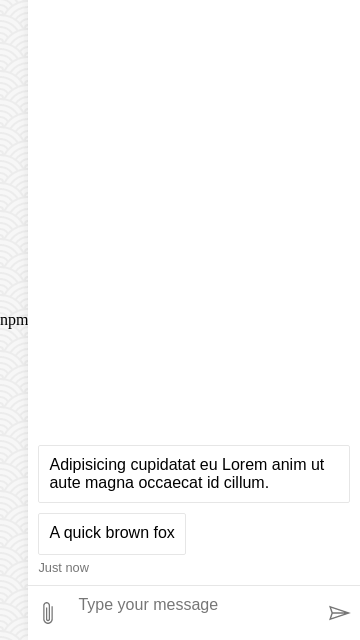 npm
Adipisicing cupidatat eu Lorem anim ut
aute magna occaecat id cillum.
A quick brown fox
Just now
Type your message